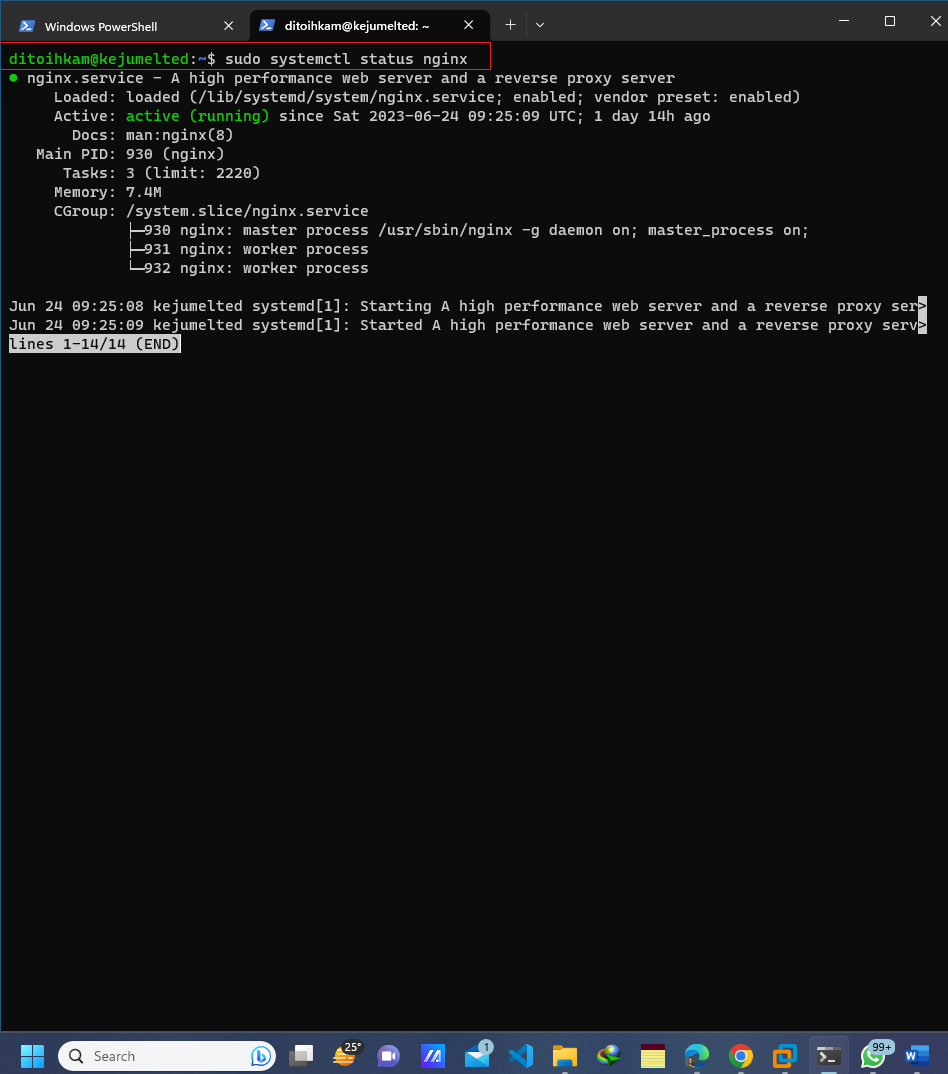 Windows PowerShell
ditoihkam@kejumelted: ~
ditoihkam@kejumelted:~$ sudo systemctl status nginx
● nginx.service - A high performance web server and a reverse proxy server
Loaded: loaded (/lib/systemd/system/nginx.service; enabled; vendor preset: enabled)
Active: active (running) since Sat 2023-06-24 09:25:09 UTC; 1 day 14h ago
Docs: man:nginx(8)
Main PID: 930 (nginx)
Tasks: 3 (limit: 2220)
Memory: 7.4M
CGroup: /system.slice/nginx.service
├─930 nginx: master process /usr/sbin/nginx -g daemon on; master_process on;
├─931 nginx: worker process
└─932 nginx: worker process
Jun 24 09:25:08 kejumelted systemd[1]: Starting A high performance web server and a reverse proxy ser>
Jun 24 09:25:09 kejumelted systemd[1]: Started A high performance web server and a reverse proxy serv>
lines 1-14/14 (END)
Search
25°
1
99+